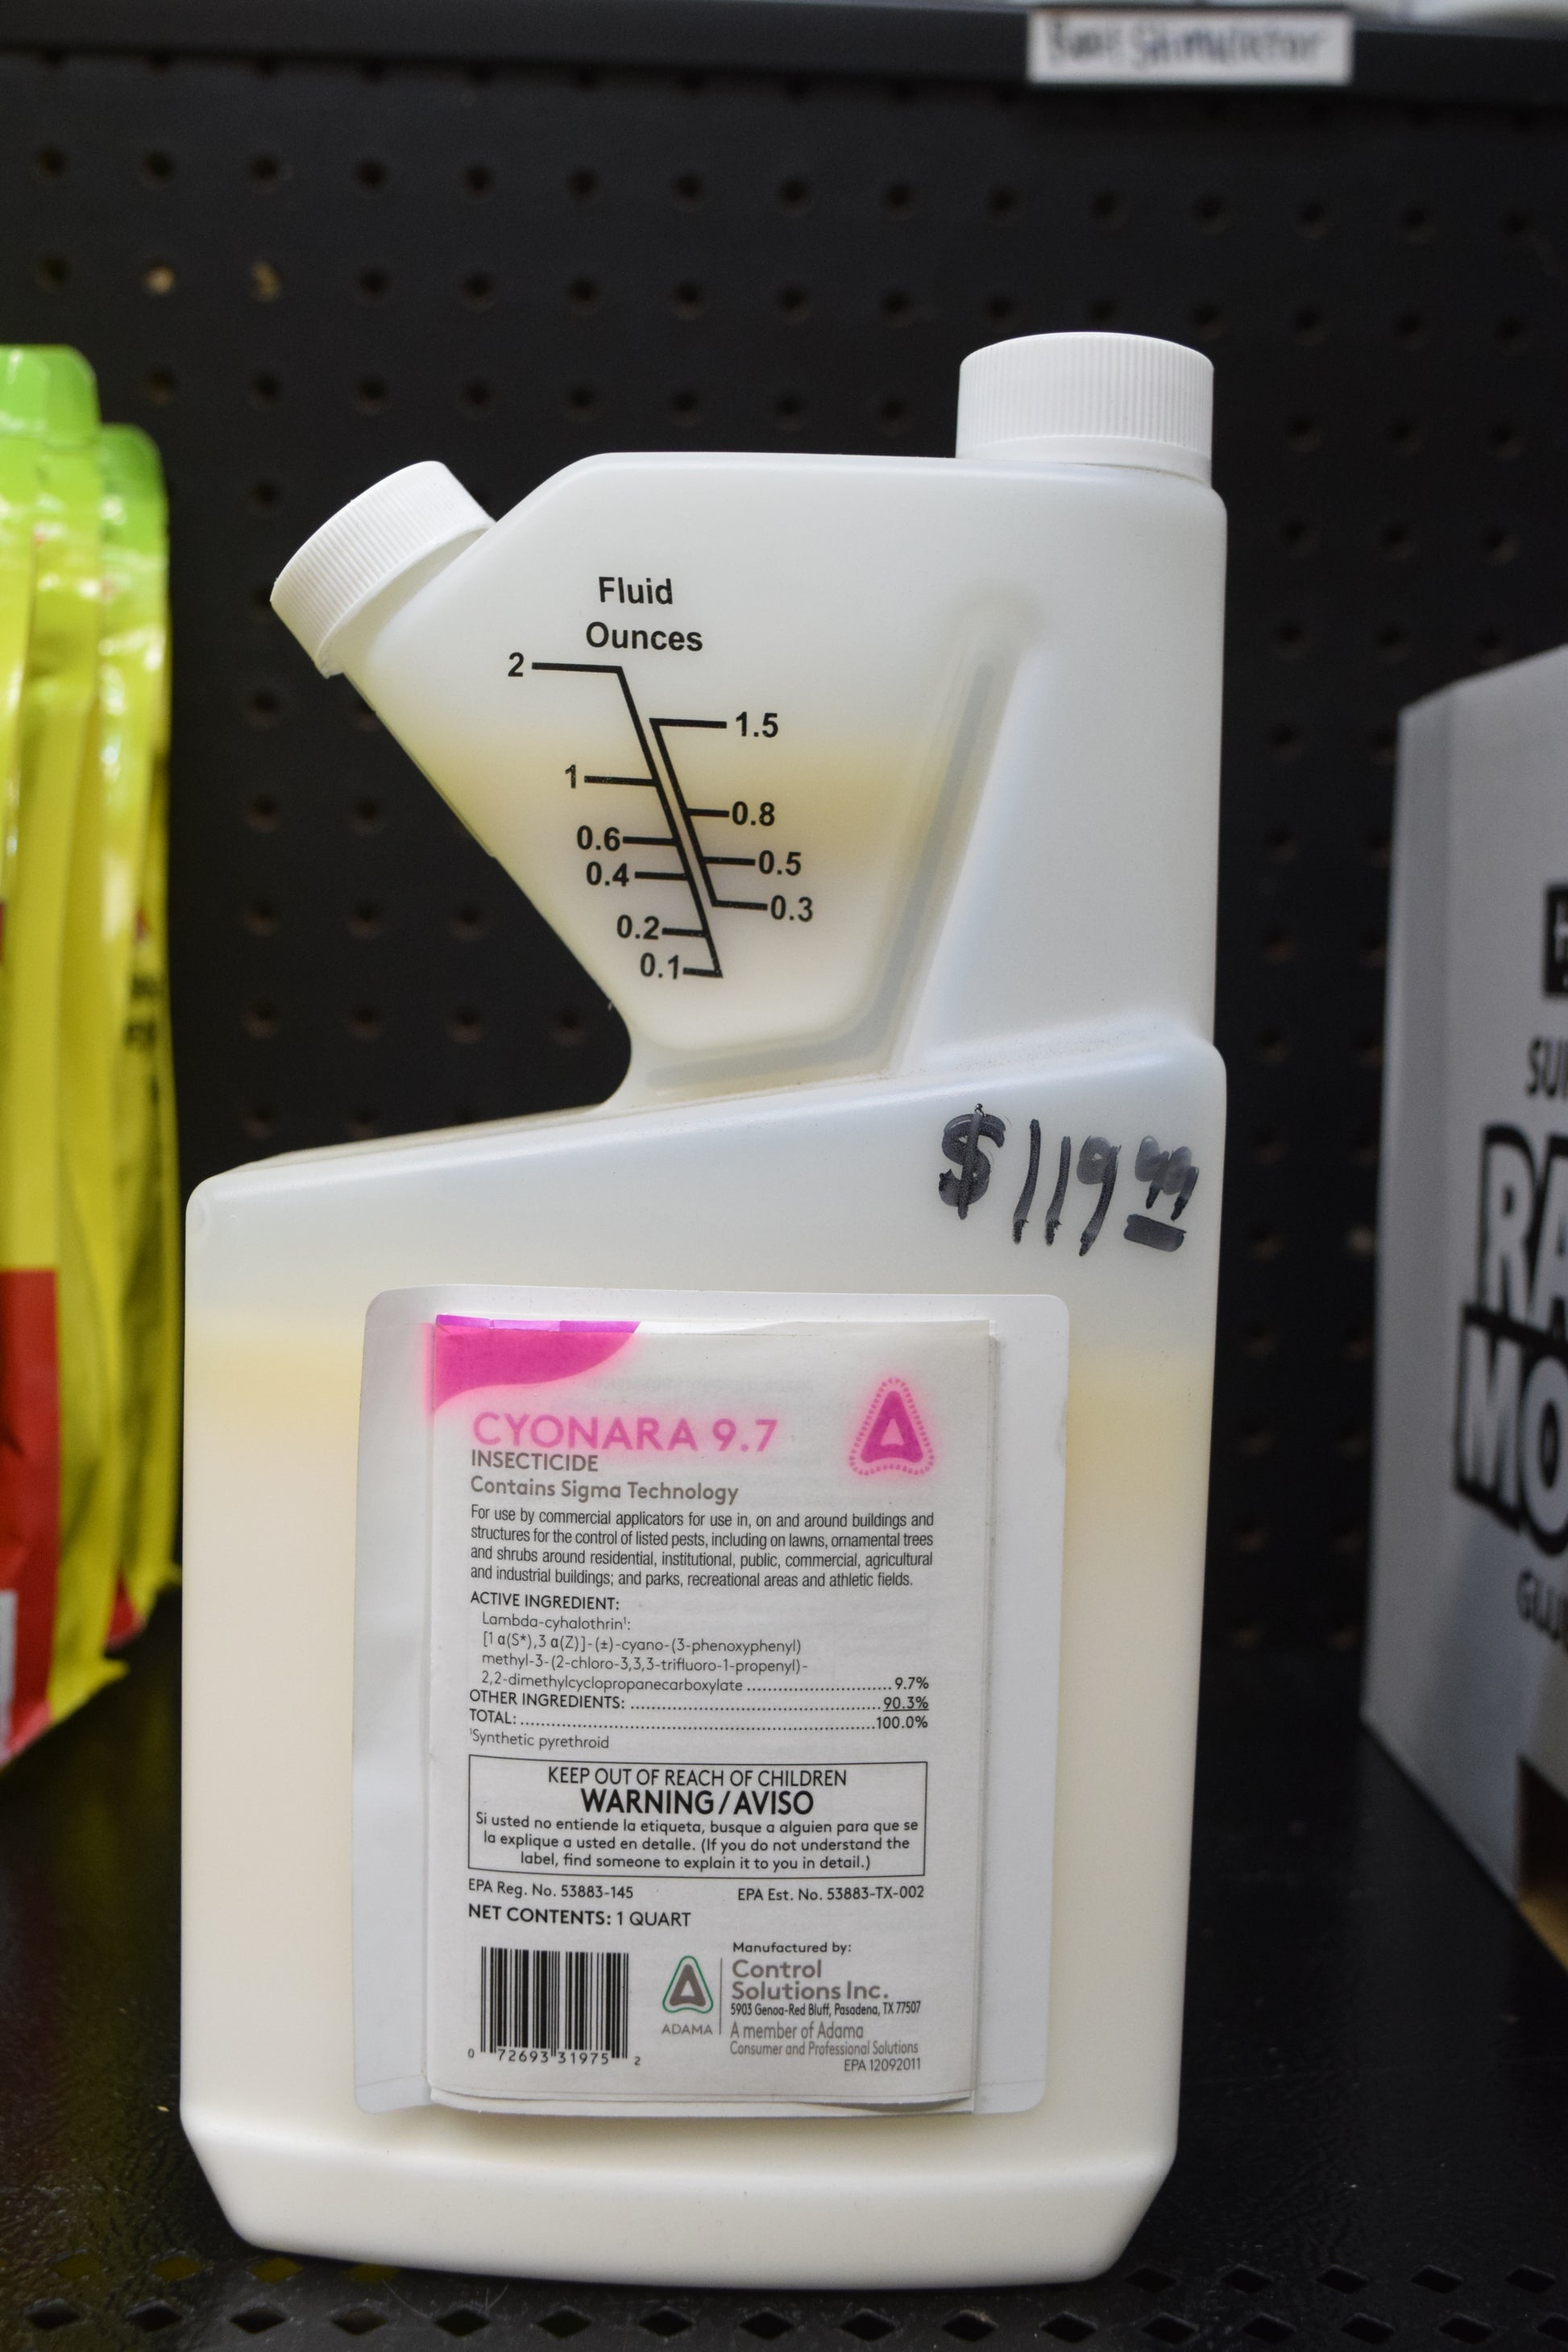 Root Stimulator
Fluid
Ounces
2
1.5
1
0.8
0.6
0.5
0.4
0.3
0.2
0.1
$119.99
CYONARA 9.7
INSECTICIDE
Contains Sigma Technology
For use by commercial applicators for use in, on and around buildings and
structures for the control of listed pests, including on lawns, ornamental trees
and shrubs around residential, institutional, public, commercial, agricultural
and industrial buildings; and parks, recreational areas and athletic fields.
ACTIVE INGREDIENT:
Lambda-cyhalothrin¹:
[1 α(S*),3 α(Z)]-(±)-cyano-(3-phenoxyphenyl)
methyl-3-(2-chloro-3,3,3-trifluoro-1-propenyl)-
2,2-dimethylcyclopropanecarboxylate ..............................9.7%
OTHER INGREDIENTS: ..................................................90.3%
TOTAL: ........................................................................100.0%
¹Synthetic pyrethroid
KEEP OUT OF REACH OF CHILDREN
WARNING/AVISO
Si usted no entiende la etiqueta, busque a alguien para que se
la explique a usted en detalle. (If you do not understand the
label, find someone to explain it to you in detail.)
EPA Reg. No. 53883-145 EPA Est. No. 53883-TX-002
NET CONTENTS: 1 QUART
Manufactured by:
Control
Solutions Inc.
5903 Genoa-Red Bluff, Pasadena, TX 77507
ADAMA
A member of Adama
Consumer and Professional Solutions
EPA 12092011
0 72693 31975 2